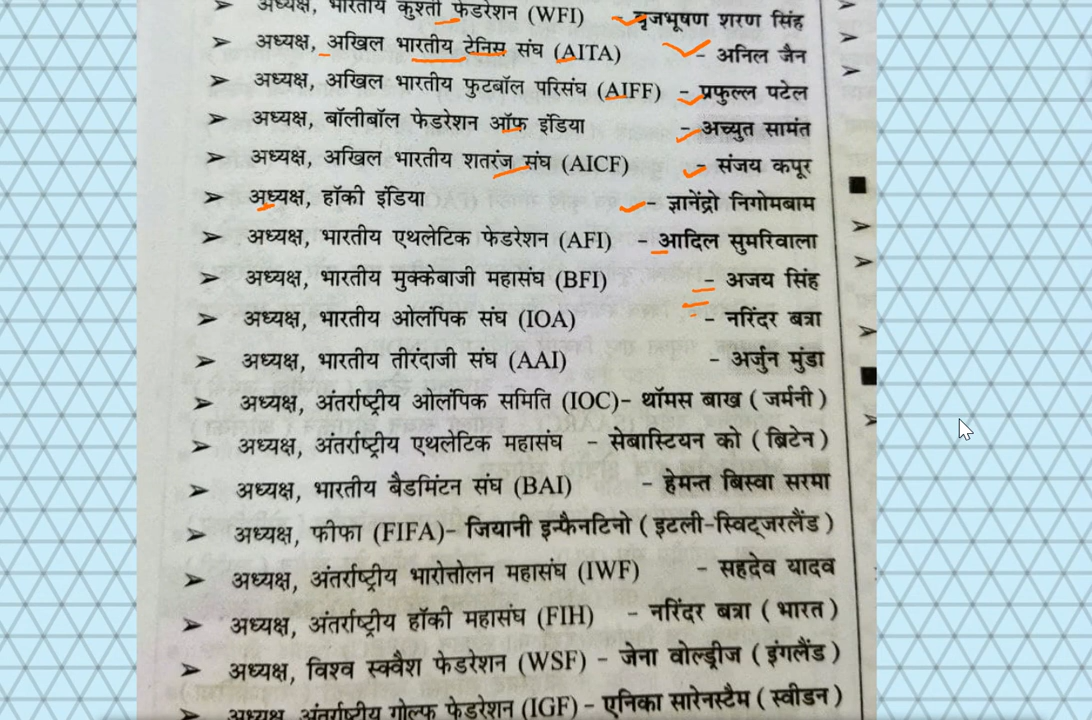 अध्यक्ष, भारतीय कुश्ती फेडरेशन (WFI) बृजभूषण शरण सिंह
अध्यक्ष, अखिल भारतीय टेनिस संघ (AITA) - अनिल जैन
अध्यक्ष, अखिल भारतीय फुटबॉल परिसंघ (AIFF) - प्रफुल्ल पटेल
अध्यक्ष, बॉलीबॉल फेडरेशन ऑफ इंडिया - अच्युत सामंत
अध्यक्ष, अखिल भारतीय शतरंज संघ (AICF) - संजय कपूर
अध्यक्ष, हॉकी इंडिया - ज्ञानेंद्रो निगोमबाम
अध्यक्ष, भारतीय एथलेटिक फेडरेशन (AFI) - आदिल सुमरिवाला
अध्यक्ष, भारतीय मुक्केबाजी महासंघ (BFI) - अजय सिंह
अध्यक्ष, भारतीय ओलंपिक संघ (IOA) - नरिंदर बत्रा
अध्यक्ष, भारतीय तीरंदाजी संघ (AAI) - अर्जुन मुंडा
अध्यक्ष, अंतर्राष्ट्रीय ओलंपिक समिति (IOC)- थॉमस बाख ( जर्मनी )
अध्यक्ष, अंतर्राष्ट्रीय एथलेटिक महासंघ - सेबास्टियन को ( ब्रिटेन )
अध्यक्ष, भारतीय बैडमिंटन संघ (BAI) - हेमन्त बिस्वा सरमा
अध्यक्ष, फीफा (FIFA)- जियानी इन्फैनटिनो ( इटली-स्विट्जरलैंड )
अध्यक्ष, अंतर्राष्ट्रीय भारोत्तोलन महासंघ (IWF) - सहदेव यादव
अध्यक्ष, अंतर्राष्ट्रीय हॉकी महासंघ (FIH) - नरिंदर बत्रा ( भारत )
अध्यक्ष, विश्व स्क्वैश फेडरेशन (WSF) - जेना वोल्ड्रीज ( इंगलैंड )
अध्यक्ष, अंतर्राष्टीय गोल्फ फेडरेशन (IGF) - एनिका सारेनस्टैम ( स्वीडन )